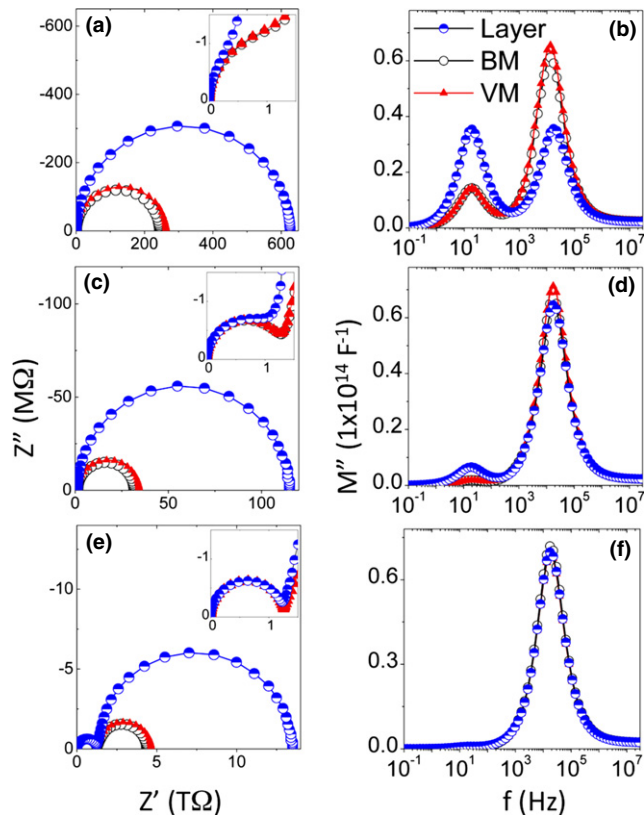 (a)
-600
-400
-200
0
0 200 400 600
-1
0
0 1
(b)
Layer
BM
VM
0.6
0.4
0.2
0.0
10⁻¹ 10¹ 10³ 10⁵ 10⁷
(c)
-100
-50
0
0 50 100
-1
0
0 1
(d)
0.6
0.4
0.2
0.0
10⁻¹ 10¹ 10³ 10⁵ 10⁷
(e)
-10
-5
0
0 5 10
-1
0
0 1
(f)
0.6
0.3
0.0
10⁻¹ 10¹ 10³ 10⁵ 10⁷
Z'' (MΩ)
M'' (1x10¹⁴ F⁻¹)
Z' (TΩ)
f (Hz)